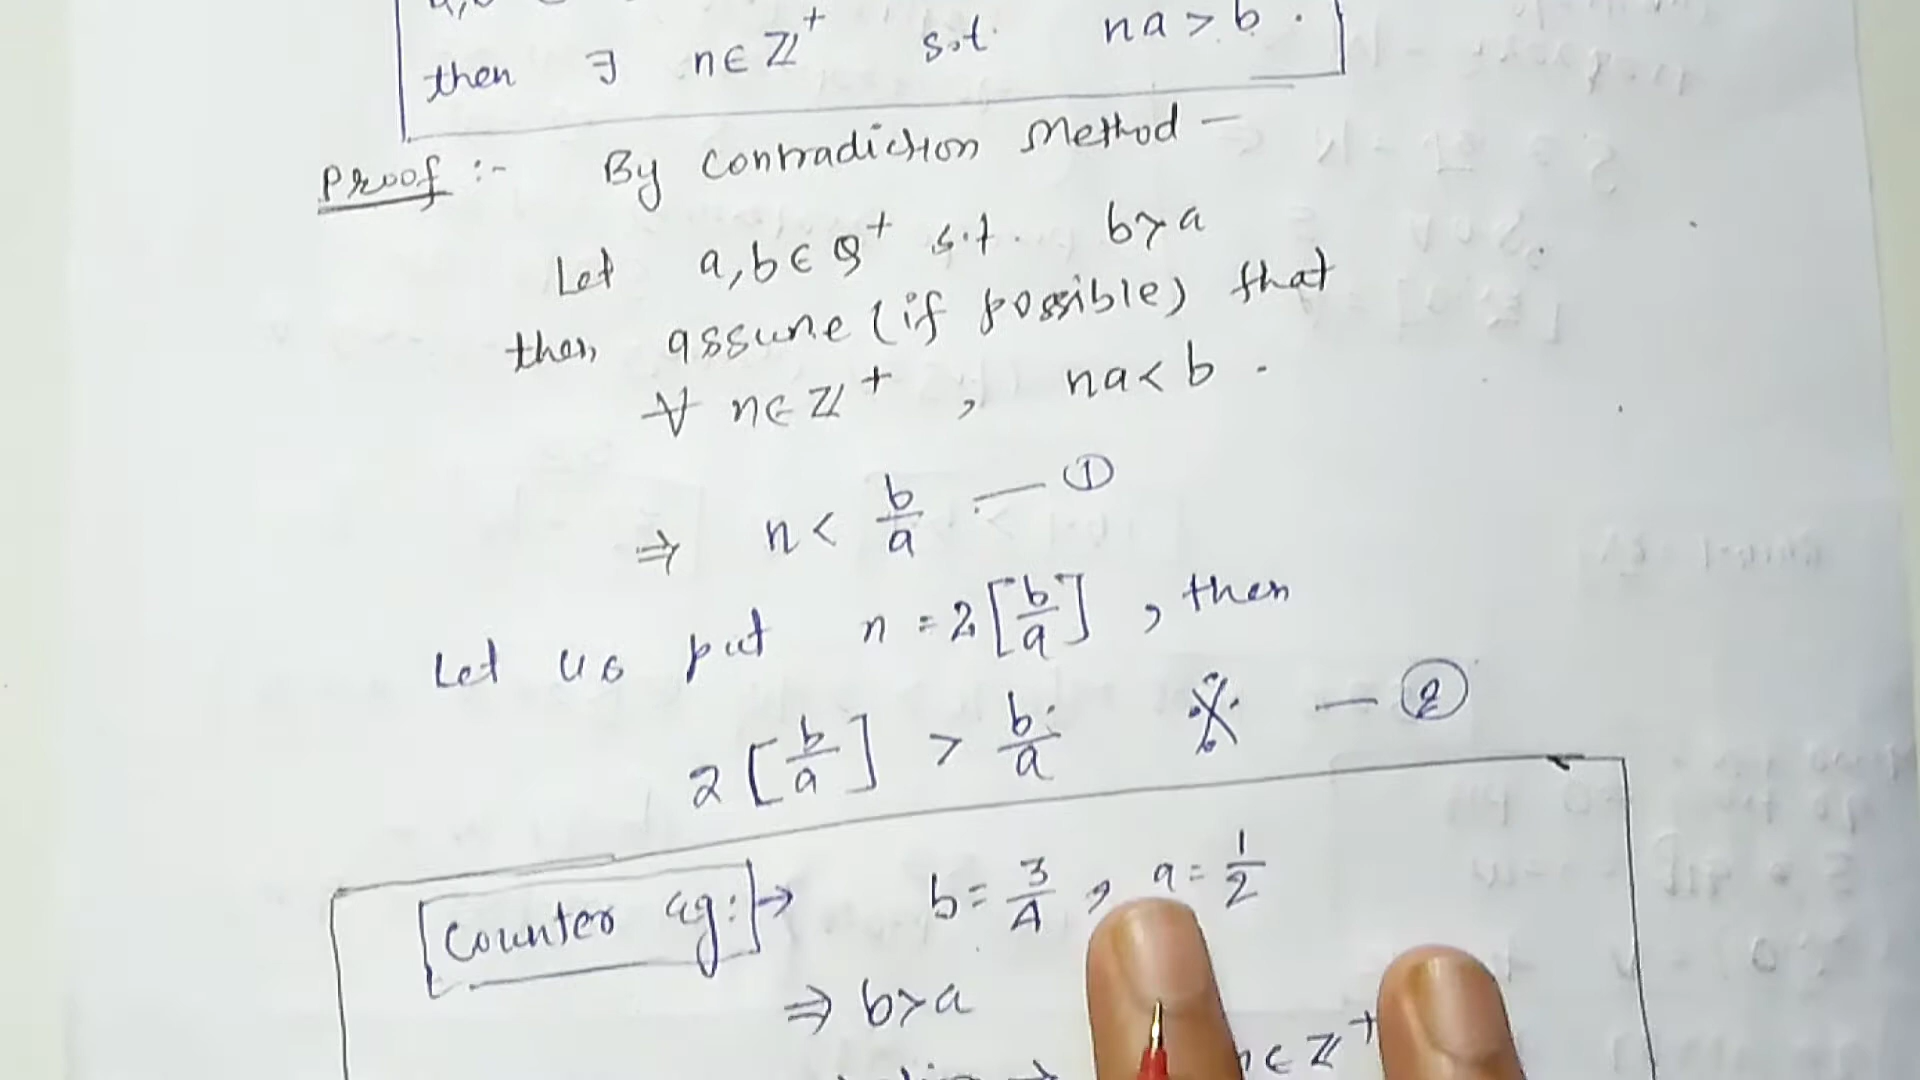 then ∃ n∈ℤ⁺ s.t. na > b.
Proof :- By contradiction Method –
Let a,b ∈ Q⁺ s.t. b>a
then assume (if possible) that
∀ n∈ℤ⁺, na < b.
⇒ n < b/a — ①
Let us put n = 2[b/a], then
2[b/a] > b/a ※ — ②
Counter eg: → b = 3/4, a = 1/2
⇒ b>a
n∈ℤ⁺